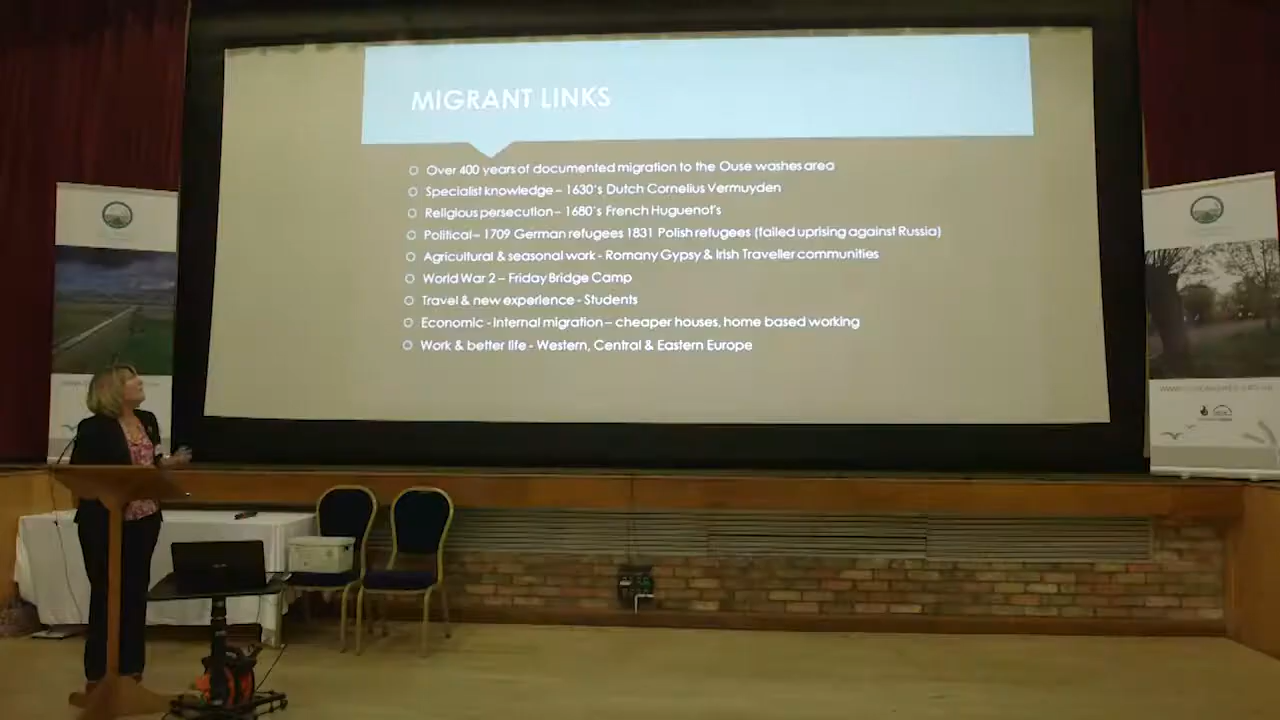 MIGRANT LINKS
Over 400 years of documented migration to the Ouse washes area
Specialist knowledge – 1630's Dutch Cornelius Vermuyden
Religious persecution – 1680's French Huguenot's
Political – 1709 German refugees 1831 Polish refugees (failed uprising against Russia)
Agricultural & seasonal work - Romany Gypsy & Irish Traveller communities
World War 2 – Friday Bridge Camp
Travel & new experience - Students
Economic - Internal migration – cheaper houses, home based working
Work & better life - Western, Central & Eastern Europe